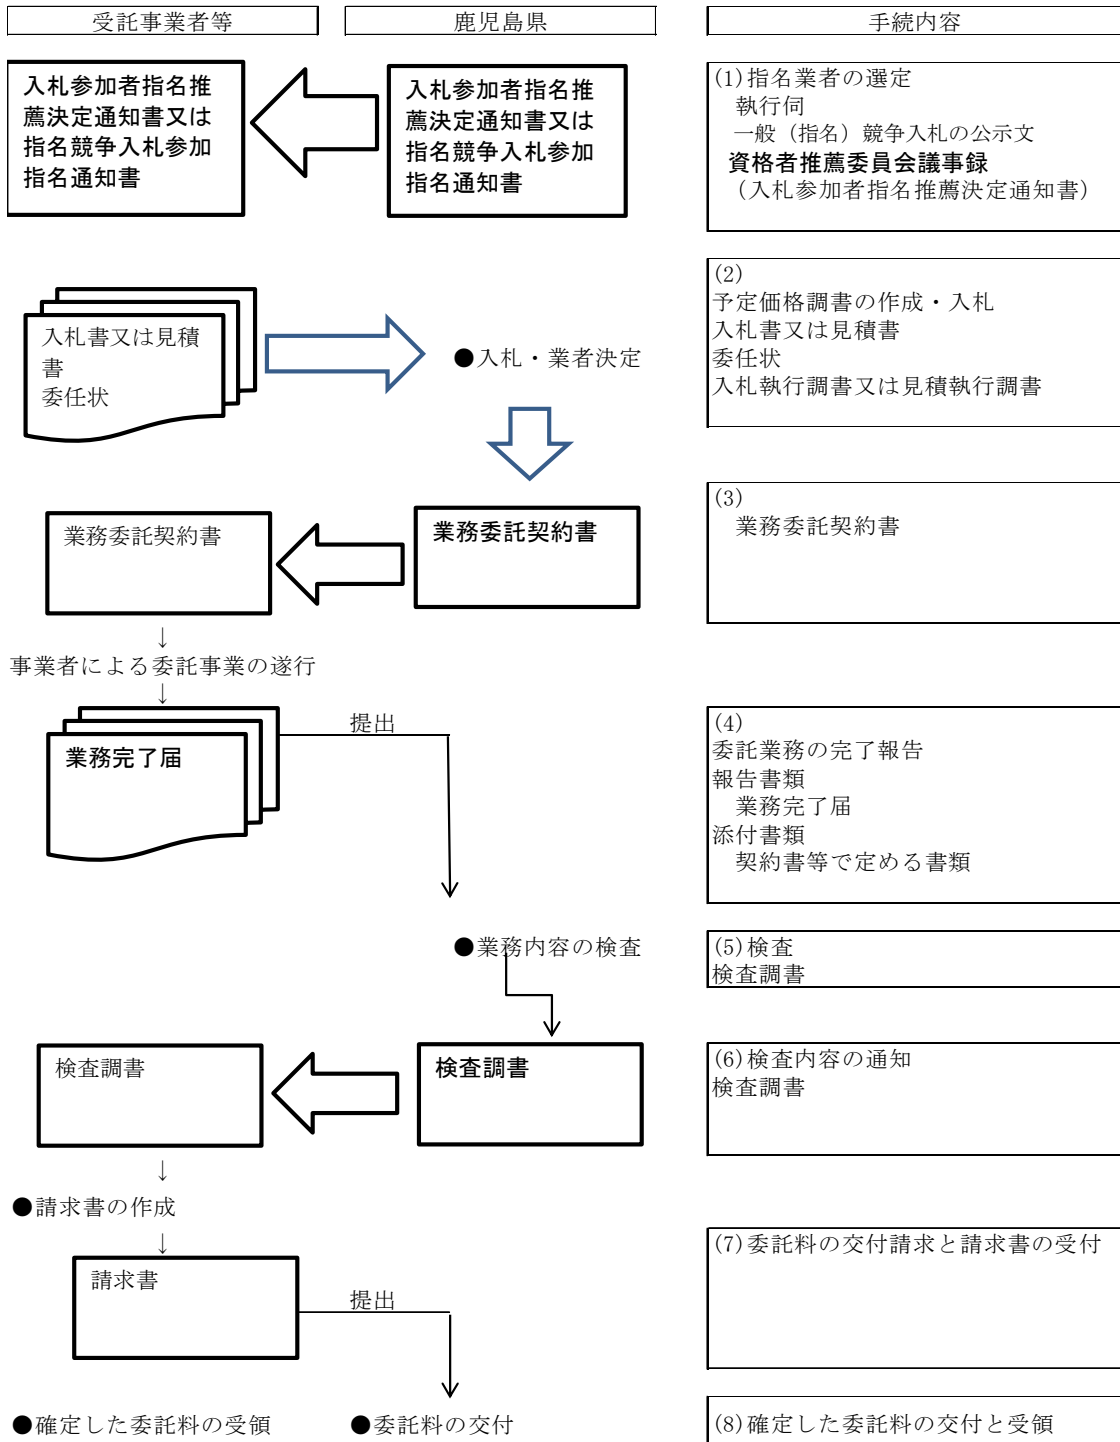 受託事業者等
鹿児島県
手続内容
入札参加者指名推
薦決定通知書又は
指名競争入札参加
指名通知書
入札参加者指名推
薦決定通知書又は
指名競争入札参加
指名通知書
(1)指名業者の選定
執行伺
一般（指名）競争入札の公示文
資格者推薦委員会議事録
（入札参加者指名推薦決定通知書）
入札書又は見積
書
委任状
●入札・業者決定
(2)
予定価格調書の作成・入札
入札書又は見積書
委任状
入札執行調書又は見積執行調書
業務委託契約書
業務委託契約書
(3)
業務委託契約書
↓
事業者による委託事業の遂行
↓
業務完了届
提出
(4)
委託業務の完了報告
報告書類
業務完了届
添付書類
契約書等で定める書類
●業務内容の検査
(5)検査
検査調書
検査調書
検査調書
(6)検査内容の通知
検査調書
↓
●請求書の作成
↓
請求書
提出
(7)委託料の交付請求と請求書の受付
●確定した委託料の受領
●委託料の交付
(8)確定した委託料の交付と受領